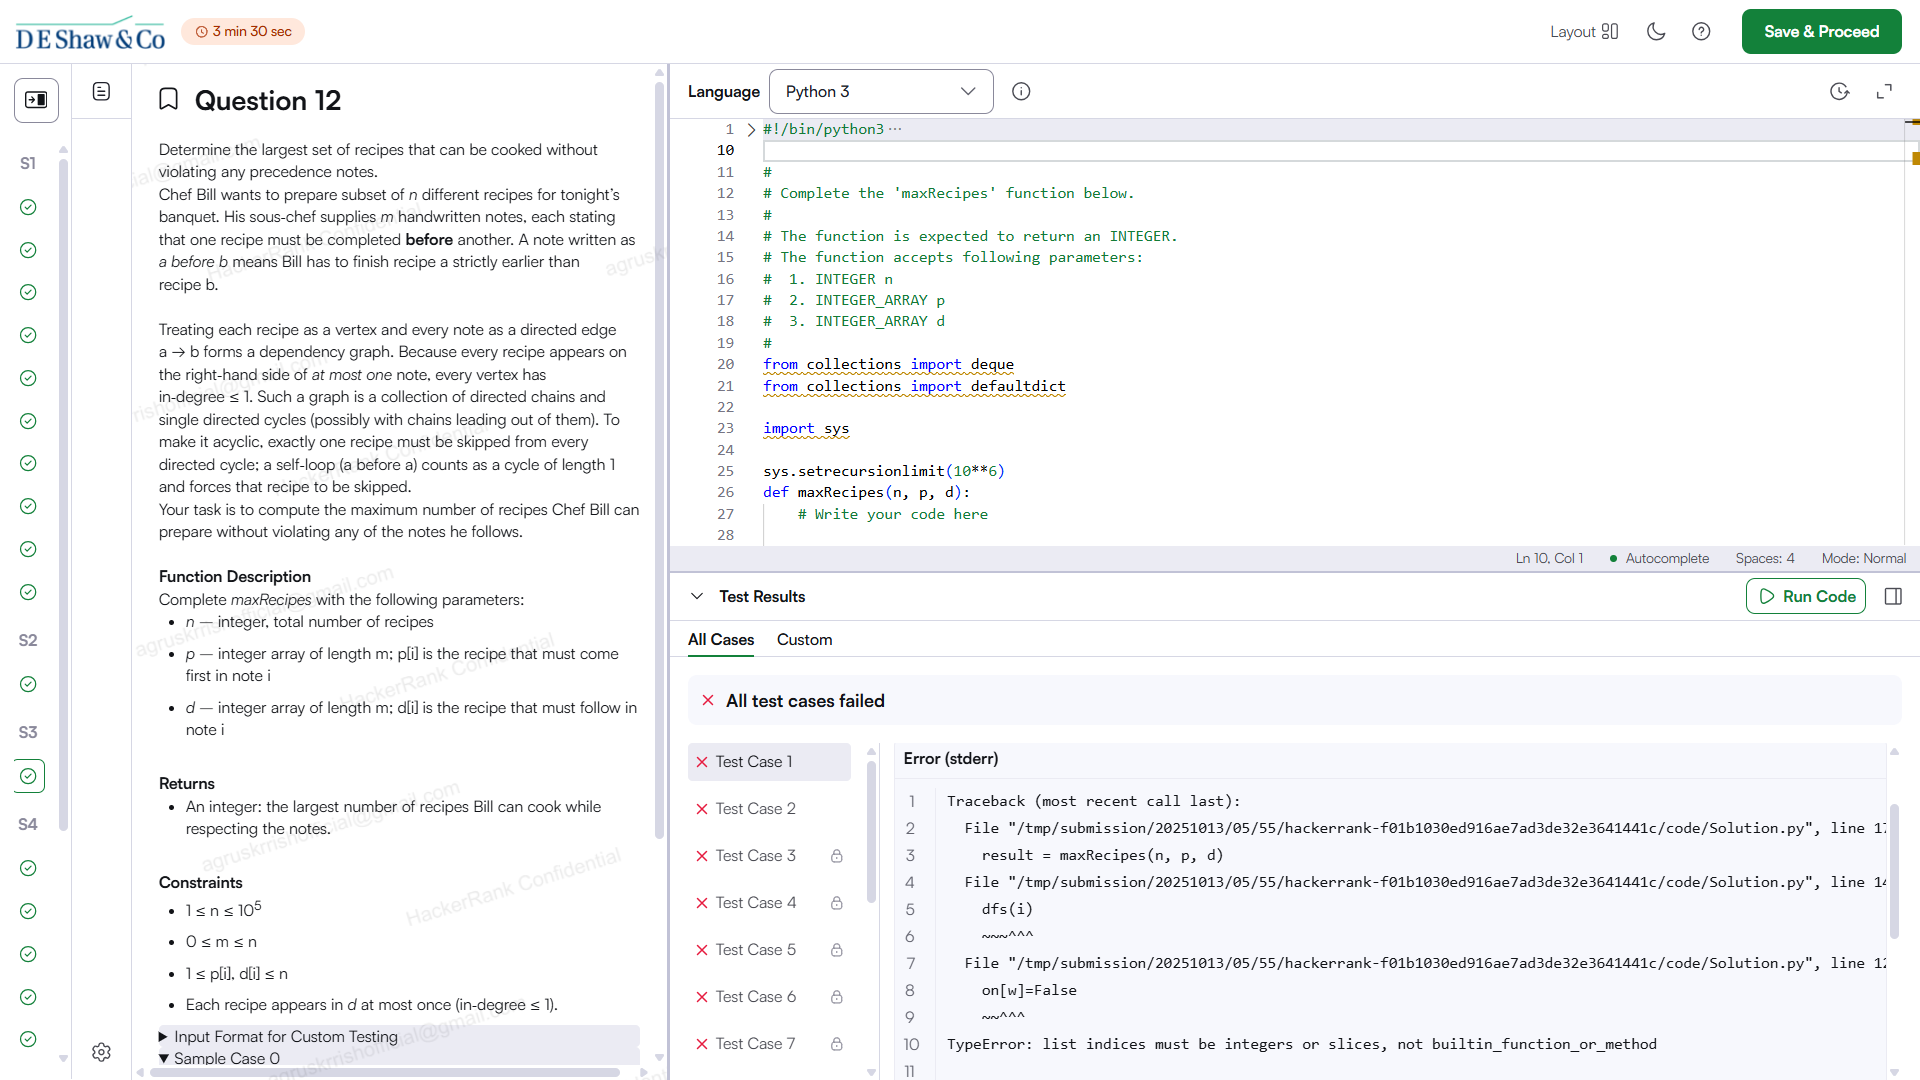 DE Shaw & Co
3 min 30 sec
Layout
Save & Proceed
S1
S2
S3
S4
Question 12
Determine the largest set of recipes that can be cooked without
violating any precedence notes.
Chef Bill wants to prepare subset of n different recipes for tonight's
banquet. His sous-chef supplies m handwritten notes, each stating
that one recipe must be completed before another. A note written as
a before b means Bill has to finish recipe a strictly earlier than
recipe b.
Treating each recipe as a vertex and every note as a directed edge
a → b forms a dependency graph. Because every recipe appears on
the right-hand side of at most one note, every vertex has
in-degree ≤ 1. Such a graph is a collection of directed chains and
single directed cycles (possibly with chains leading out of them). To
make it acyclic, exactly one recipe must be skipped from every
directed cycle; a self-loop (a before a) counts as a cycle of length 1
and forces that recipe to be skipped.
Your task is to compute the maximum number of recipes Chef Bill can
prepare without violating any of the notes he follows.
Function Description
Complete maxRecipes with the following parameters:
• n — integer, total number of recipes
• p — integer array of length m; p[i] is the recipe that must come
first in note i
• d — integer array of length m; d[i] is the recipe that must follow in
note i
Returns
• An integer: the largest number of recipes Bill can cook while
respecting the notes.
Constraints
• 1 ≤ n ≤ 10⁵
• 0 ≤ m ≤ n
• 1 ≤ p[i], d[i] ≤ n
• Each recipe appears in d at most once (in-degree ≤ 1).
▶ Input Format for Custom Testing
▼ Sample Case 0
HackerRank Confidential
HackerRank Confidential
HackerRank Confidential
Language
Python 3
1 #!/bin/python3 ...
10
11 #
12 # Complete the 'maxRecipes' function below.
13 #
14 # The function is expected to return an INTEGER.
15 # The function accepts following parameters:
16 #  1. INTEGER n
17 #  2. INTEGER_ARRAY p
18 #  3. INTEGER_ARRAY d
19 #
20 from collections import deque
21 from collections import defaultdict
22
23 import sys
24
25 sys.setrecursionlimit(10**6)
26 def maxRecipes(n, p, d):
27     # Write your code here
28
Ln 10, Col 1
Autocomplete
Spaces: 4
Mode: Normal
Test Results
Run Code
All Cases
Custom
All test cases failed
Test Case 1
Test Case 2
Test Case 3
Test Case 4
Test Case 5
Test Case 6
Test Case 7
Error (stderr)
1 Traceback (most recent call last):
2   File "/tmp/submission/20251013/05/55/hackerrank-f01b1030ed916ae7ad3de32e3641441c/code/Solution.py", line 17
3     result = maxRecipes(n, p, d)
4   File "/tmp/submission/20251013/05/55/hackerrank-f01b1030ed916ae7ad3de32e3641441c/code/Solution.py", line 14
5     dfs(i)
6     ~~~^^^
7   File "/tmp/submission/20251013/05/55/hackerrank-f01b1030ed916ae7ad3de32e3641441c/code/Solution.py", line 12
8     on[w]=False
9     ~~^^^
10 TypeError: list indices must be integers or slices, not builtin_function_or_method
11